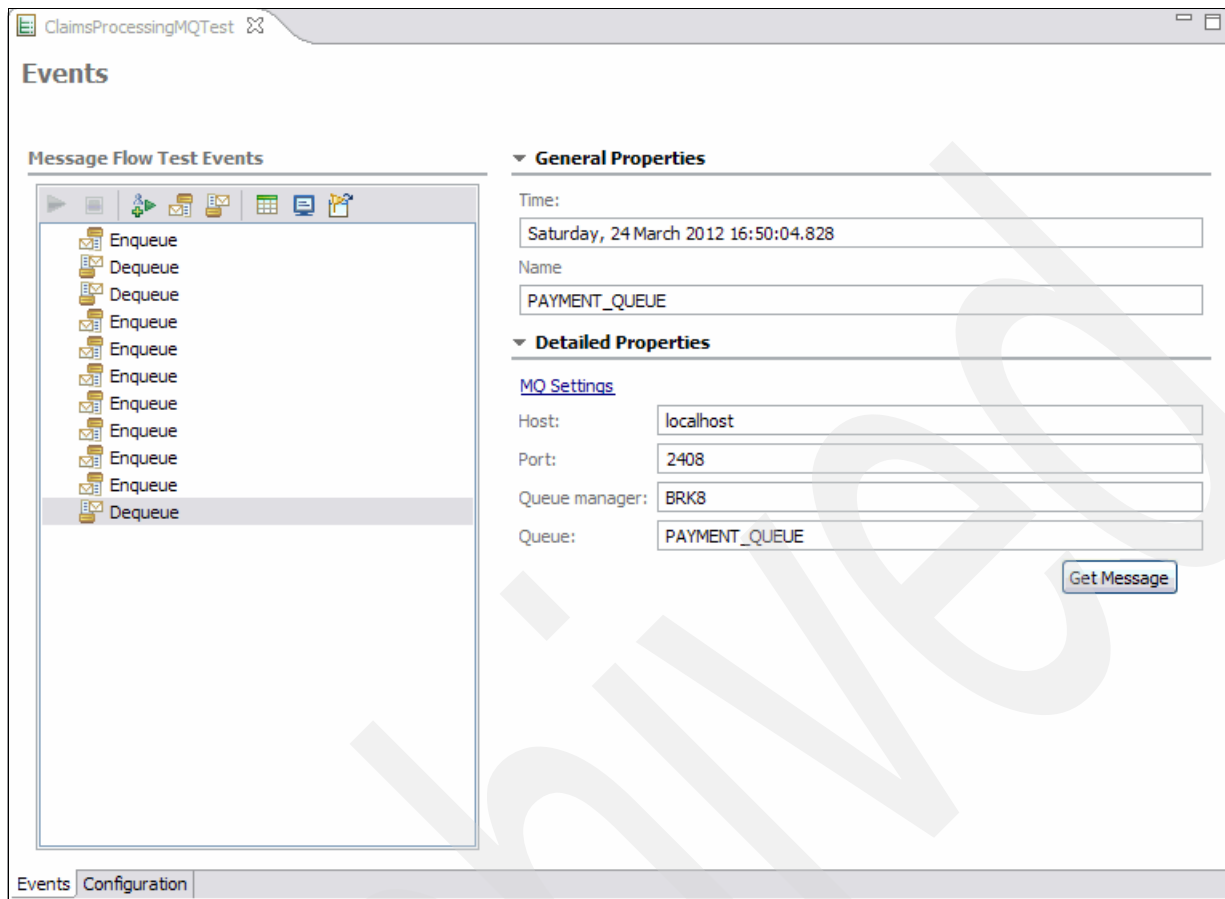 ClaimsProcessingMQTest
Events
Message Flow Test Events
Enqueue
Dequeue
Dequeue
Enqueue
Enqueue
Enqueue
Enqueue
Enqueue
Enqueue
Enqueue
Dequeue
General Properties
Time:
Saturday, 24 March 2012 16:50:04.828
Name
PAYMENT_QUEUE
Detailed Properties
MQ Settings
Host: localhost
Port: 2408
Queue manager: BRK8
Queue: PAYMENT_QUEUE
Get Message
Events Configuration
hived